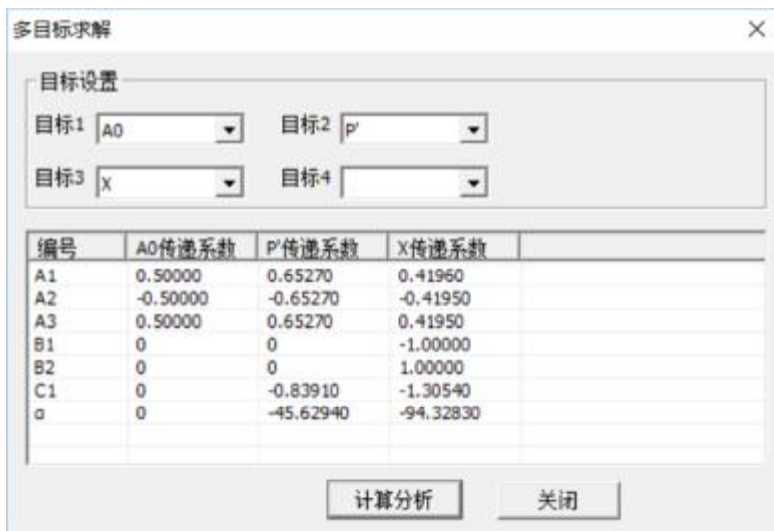 多目标求解
目标设置
目标1 A0 目标2 P'
目标3 X 目标4
编号 A0传递系数 P'传递系数 X传递系数
A1 0.50000 0.65270 0.41960
A2 -0.50000 -0.65270 -0.41950
A3 0.50000 0.65270 0.41950
B1 0 0 -1.00000
B2 0 0 1.00000
C1 0 -0.83910 -1.30540
α 0 -45.62940 -94.32830
计算分析 关闭